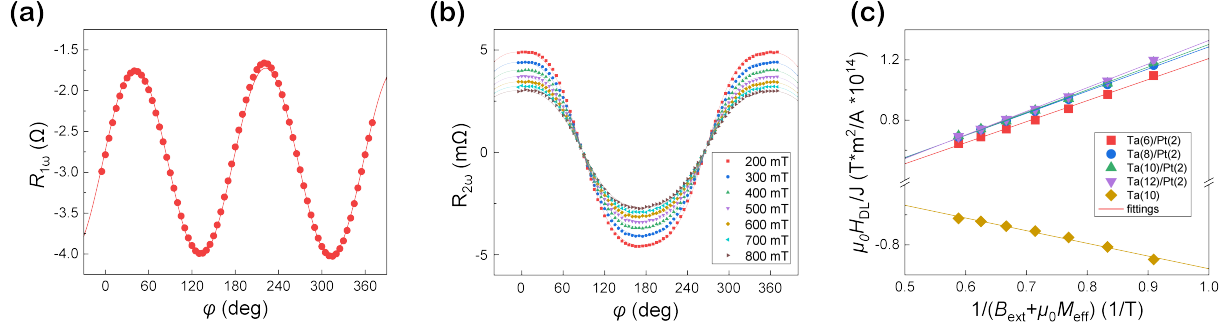 (a)
-1.5
-2.0
-2.5
-3.0
-3.5
-4.0
R1ω (Ω)
0 60 120 180 240 300 360
φ (deg)
(b)
5
0
-5
R2ω (mΩ)
0 60 120 180 240 300 360
φ (deg)
200 mT
300 mT
400 mT
500 mT
600 mT
700 mT
800 mT
(c)
1.2
0.8
-0.8
μ0HDL/J (T*m²/A *10¹⁴)
0.5 0.6 0.7 0.8 0.9 1.0
1/(Bext+μ0Meff) (1/T)
Ta(6)/Pt(2)
Ta(8)/Pt(2)
Ta(10)/Pt(2)
Ta(12)/Pt(2)
Ta(10)
fittings